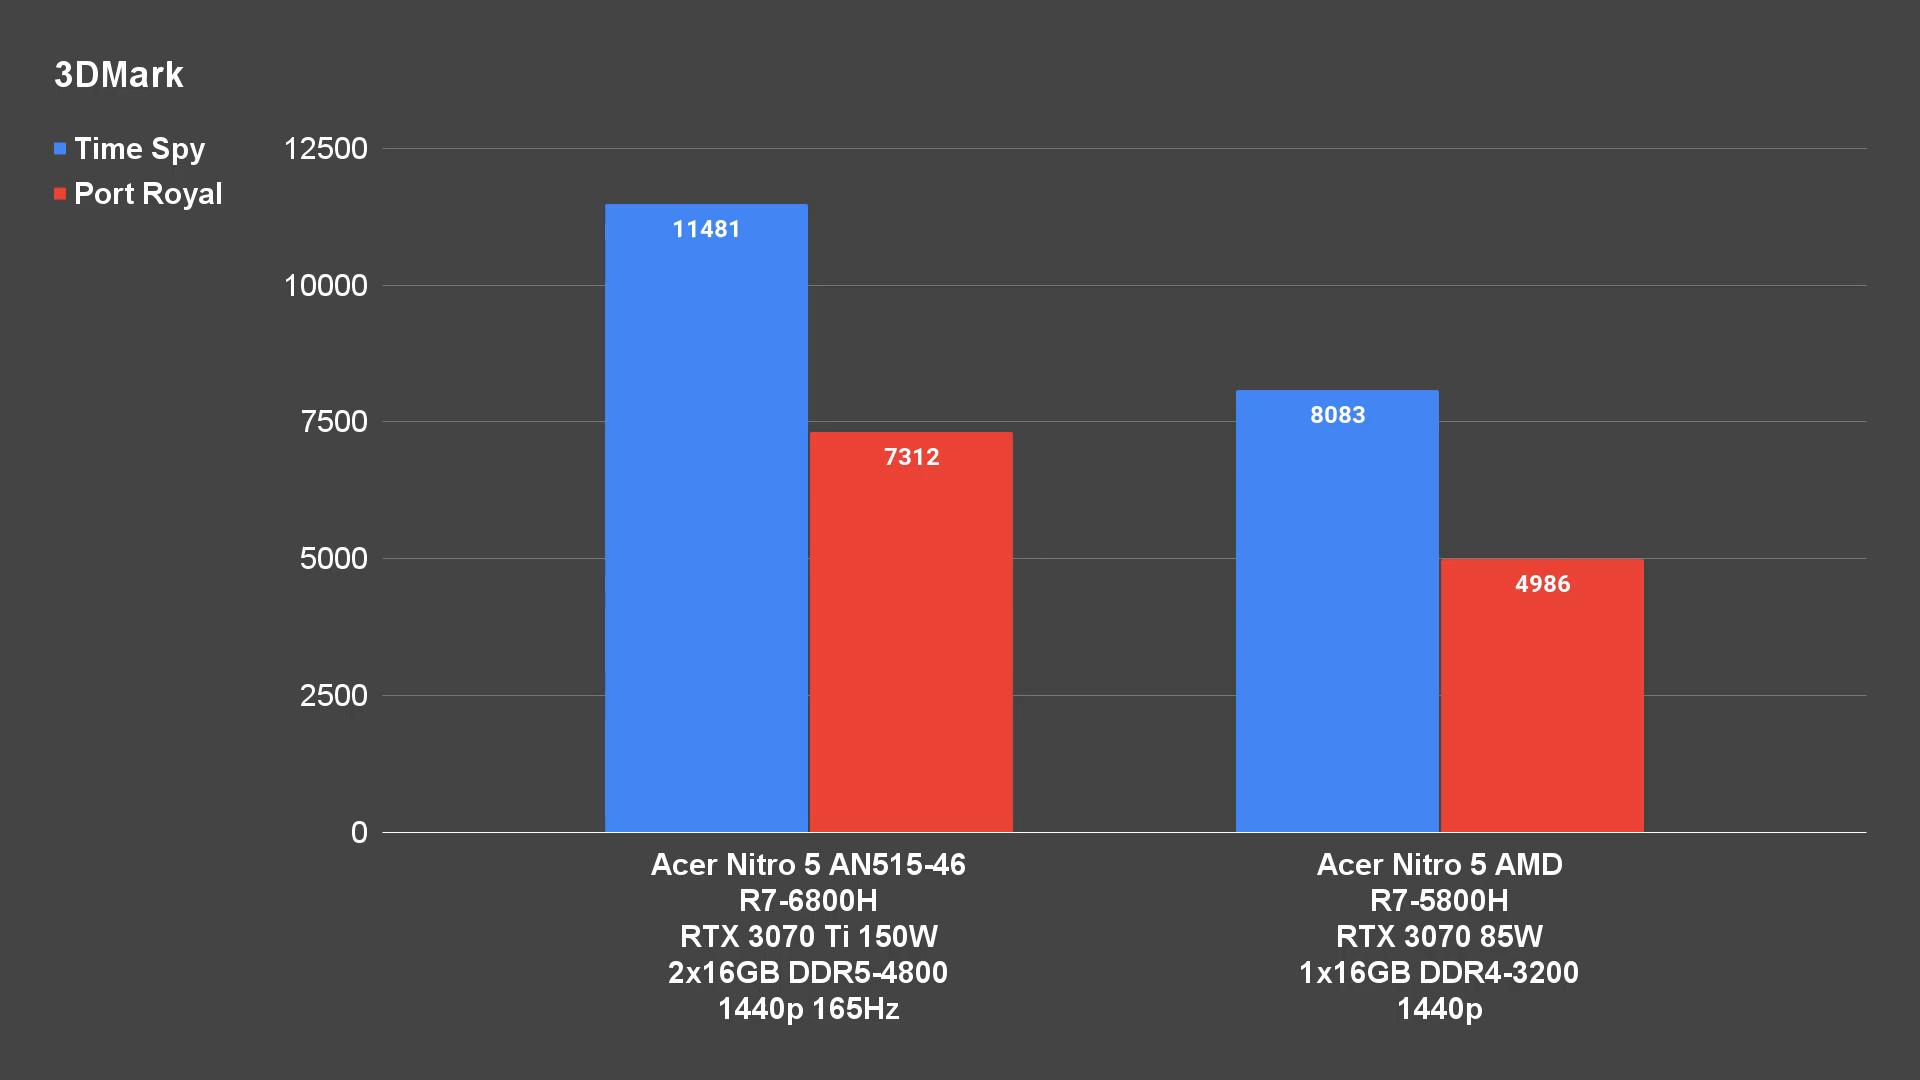 3DMark
Time Spy
Port Royal
12500
10000
7500
5000
2500
0
11481
7312
8083
4986
Acer Nitro 5 AN515-46
R7-6800H
RTX 3070 Ti 150W
2x16GB DDR5-4800
1440p 165Hz
Acer Nitro 5 AMD
R7-5800H
RTX 3070 85W
1x16GB DDR4-3200
1440p